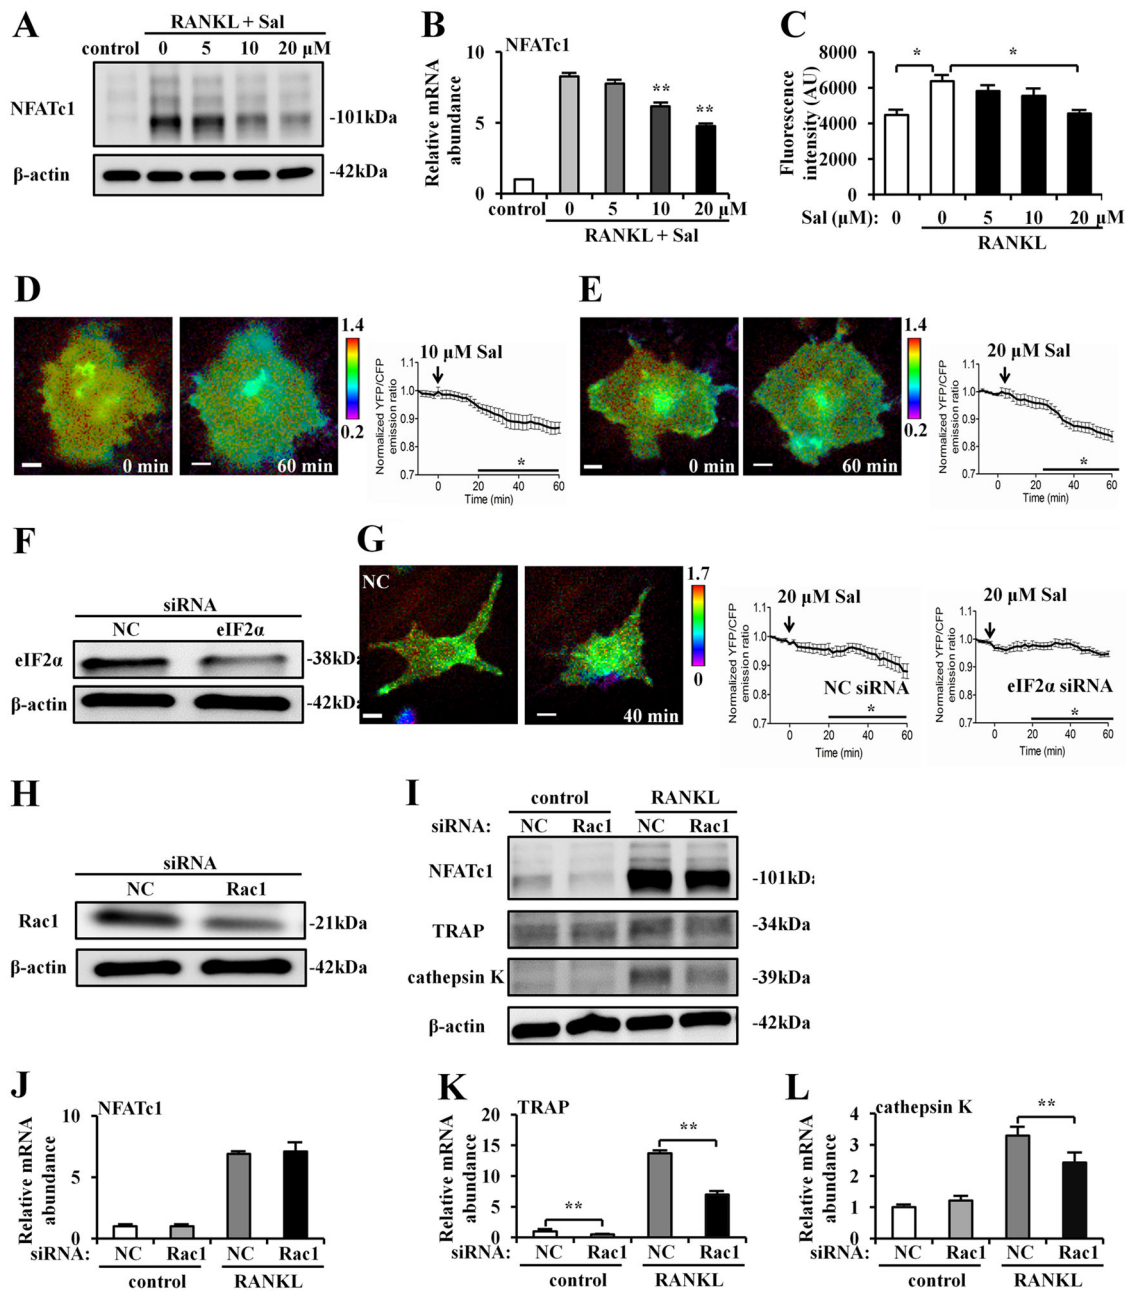 A
RANKL + Sal
control 0 5 10 20 μM
NFATc1
-101kDa
β-actin
-42kDa
B
NFATc1
Relative mRNA
abundance
10
5
0
**
**
control 0 5 10 20 μM
RANKL + Sal
C
Fluorescence
intensity (AU)
8000
6000
4000
2000
0
*
*
Sal (μM): 0 0 5 10 20 μM
RANKL
D
0 min
60 min
1.4
0.2
10 μM Sal
Normalized YFP/CFP
emission ratio
1.1
1.0
0.9
0.8
0.7
*
0 20 40 60
Time (min)
E
0 min
60 min
1.4
0.2
20 μM Sal
Normalized YFP/CFP
emission ratio
1.1
1.0
0.9
0.8
0.7
*
0 20 40 60
Time (min)
F
siRNA
NC eIF2α
eIF2α
-38kDa
β-actin
-42kDa
G
NC
40 min
1.7
0
20 μM Sal
Normalized YFP/CFP
emission ratio
1.1
1.0
0.9
0.8
0.7
NC siRNA
*
0 20 40 60
Time (min)
20 μM Sal
Normalized YFP/CFP
emission ratio
1.1
1.0
0.9
0.8
0.7
eIF2α siRNA
*
0 20 40 60
Time (min)
H
siRNA
NC Rac1
Rac1
-21kDa
β-actin
-42kDa
I
control RANKL
siRNA: NC Rac1 NC Rac1
NFATc1
-101kDa
TRAP
-34kDa
cathepsin K
-39kDa
β-actin
-42kDa
J
NFATc1
Relative mRNA
abundance
10
5
0
siRNA: NC Rac1 NC Rac1
control RANKL
K
TRAP
Relative mRNA
abundance
20
15
10
5
0
**
**
siRNA: NC Rac1 NC Rac1
control RANKL
L
cathepsin K
Relative mRNA
abundance
4
3
2
1
0
**
siRNA: NC Rac1 NC Rac1
control RANKL